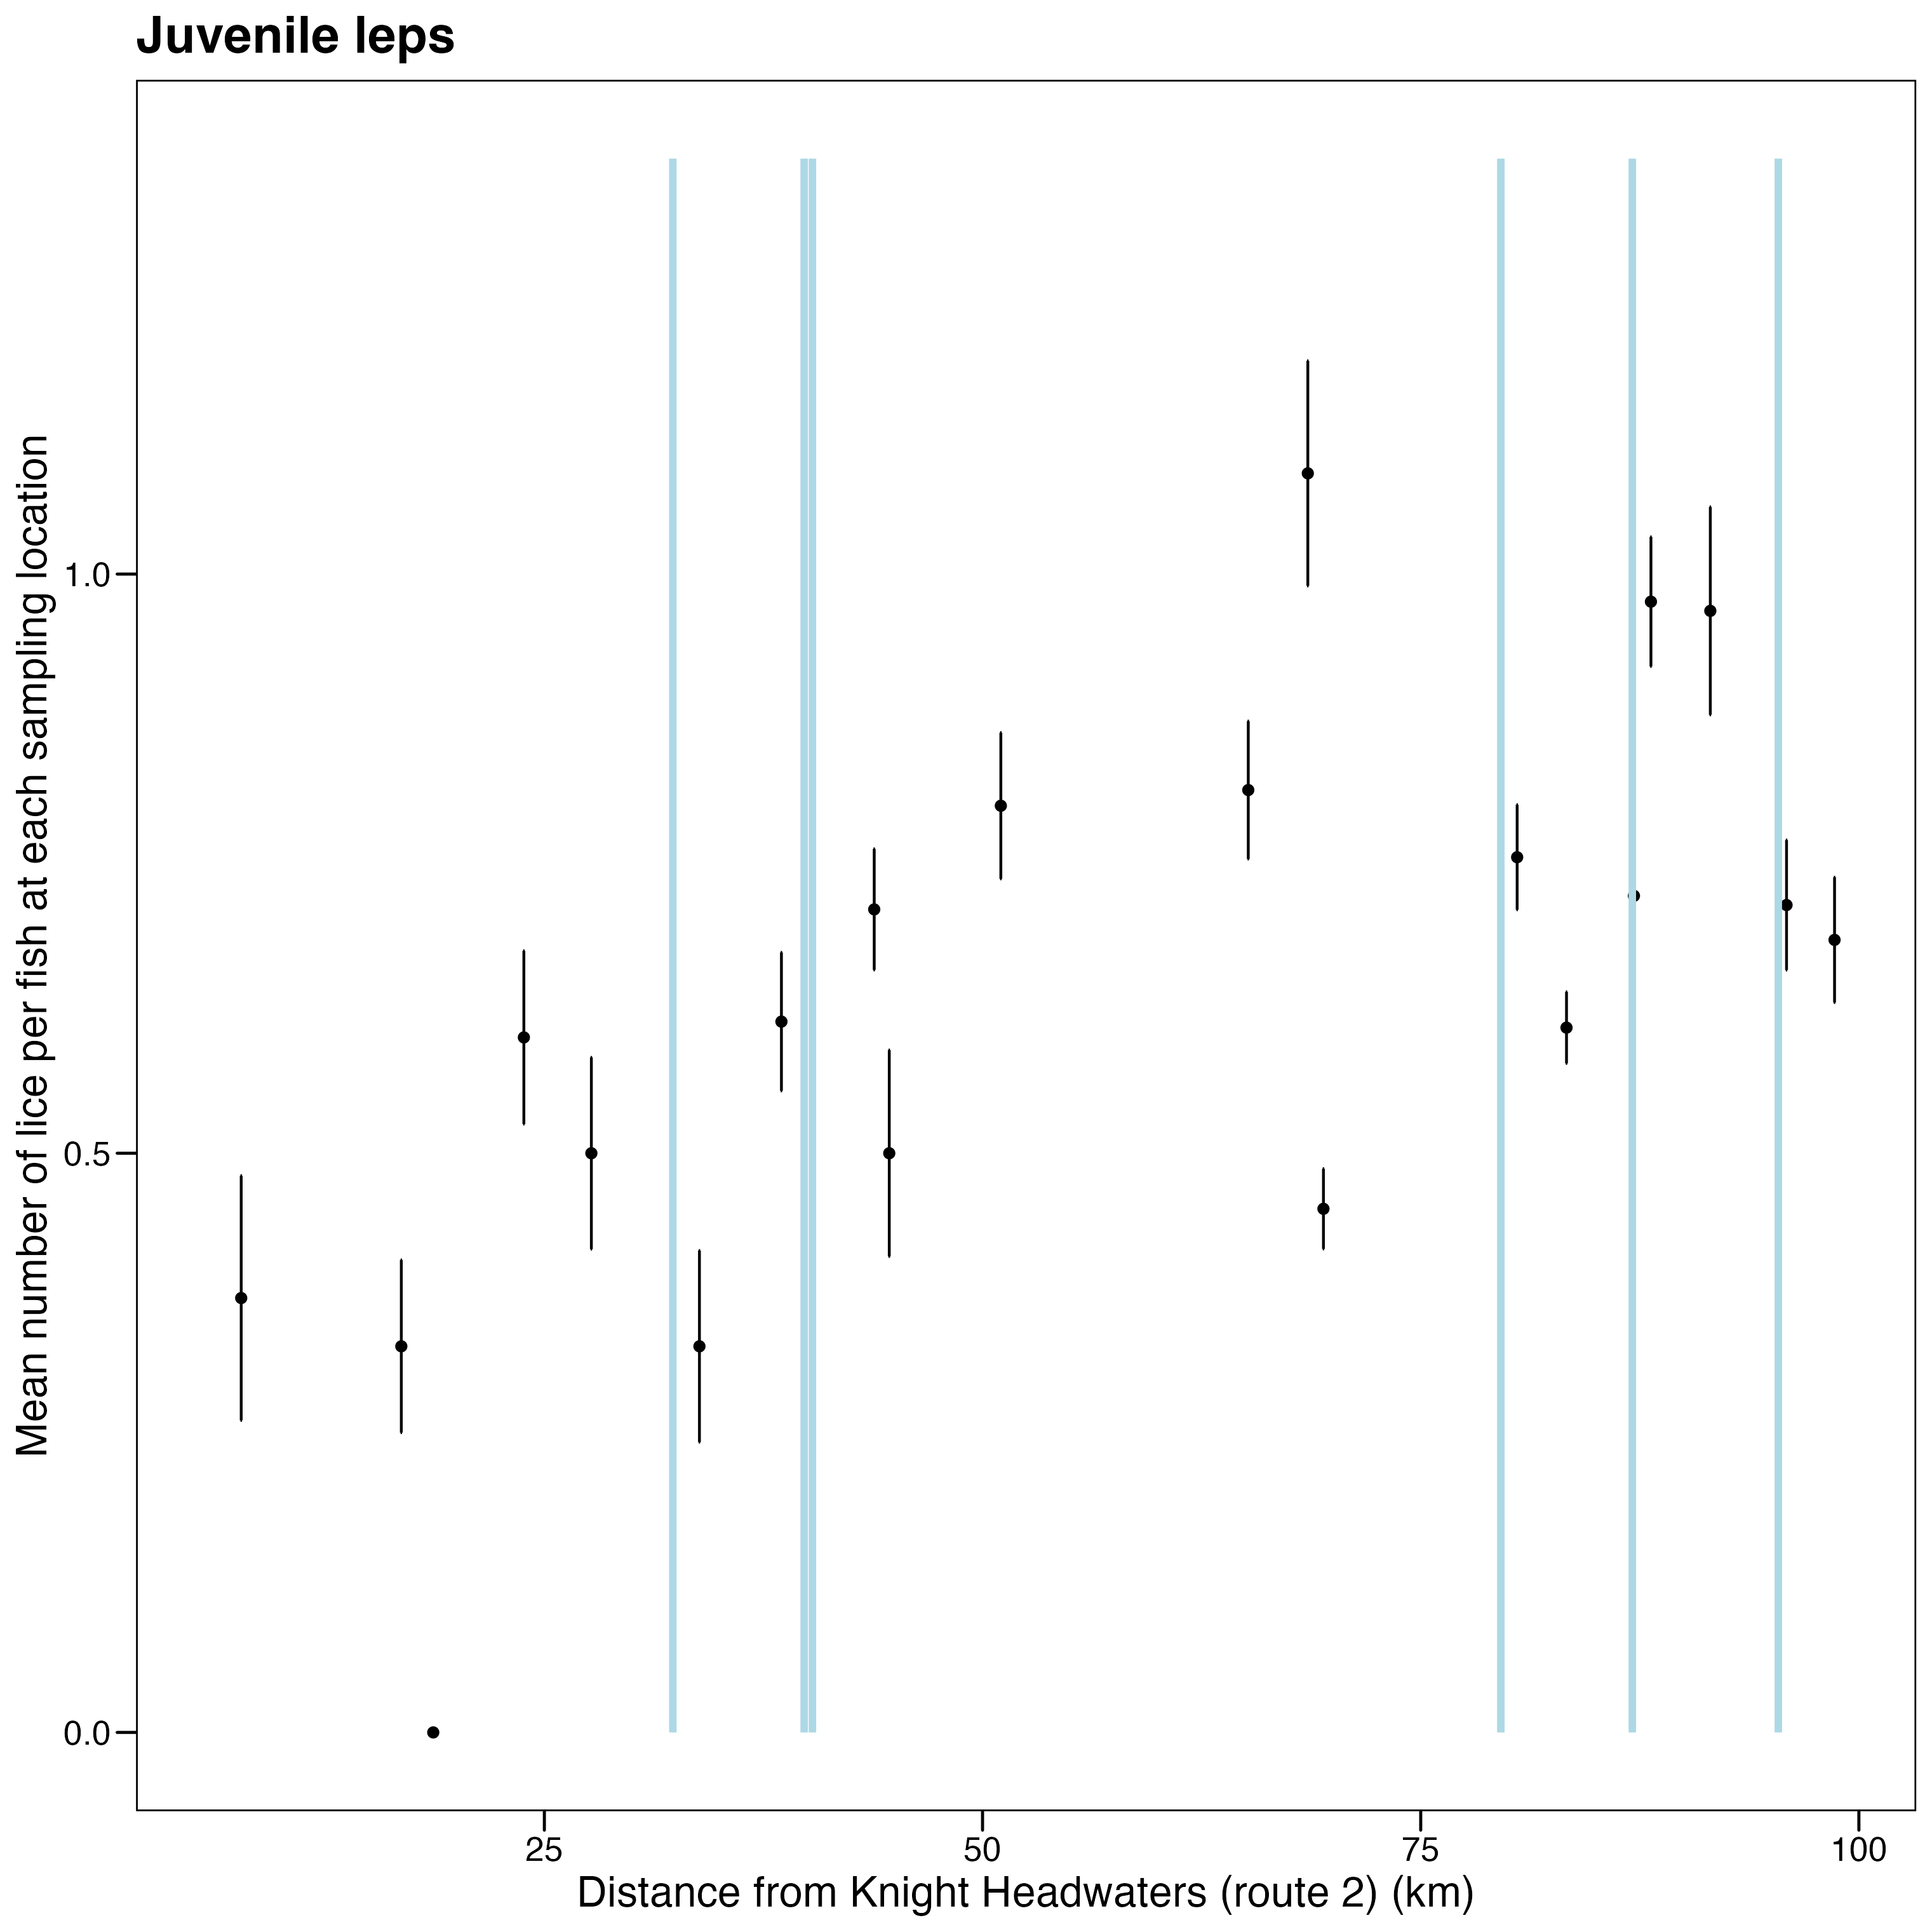 Juvenile leps
Mean number of lice per fish at each sampling location
1.0
0.5
0.0
25
50
75
100
Distance from Knight Headwaters (route 2) (km)